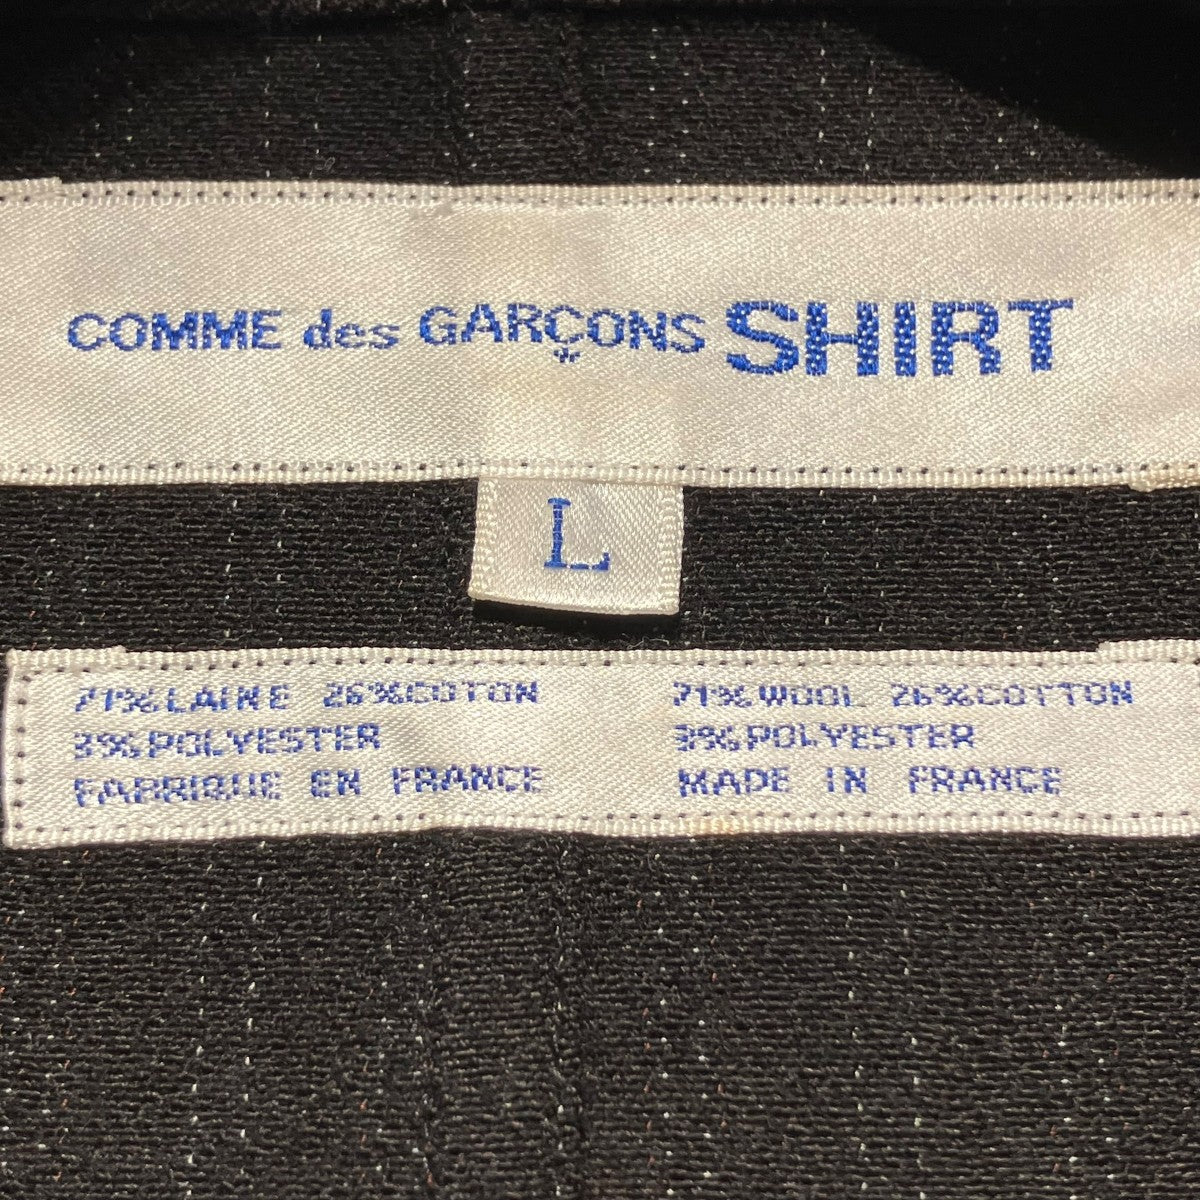 COMME des GARÇONS SHIRT
L
71% LAINE 26% COTON
3% POLYESTER
FABRIQUE EN FRANCE
71% WOOL 26% COTTON
3% POLYESTER
MADE IN FRANCE